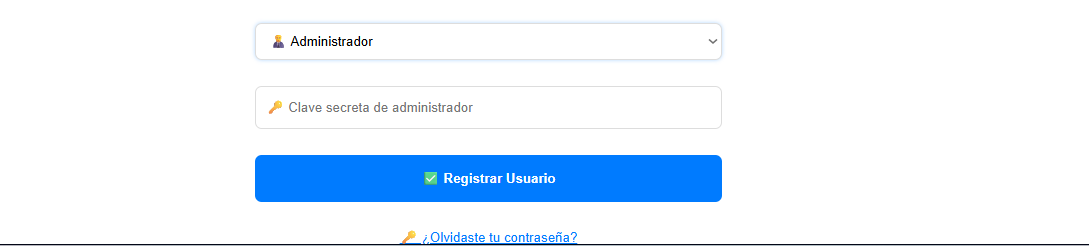 Administrador
Clave secreta de administrador
Registrar Usuario
¿Olvidaste tu contraseña?